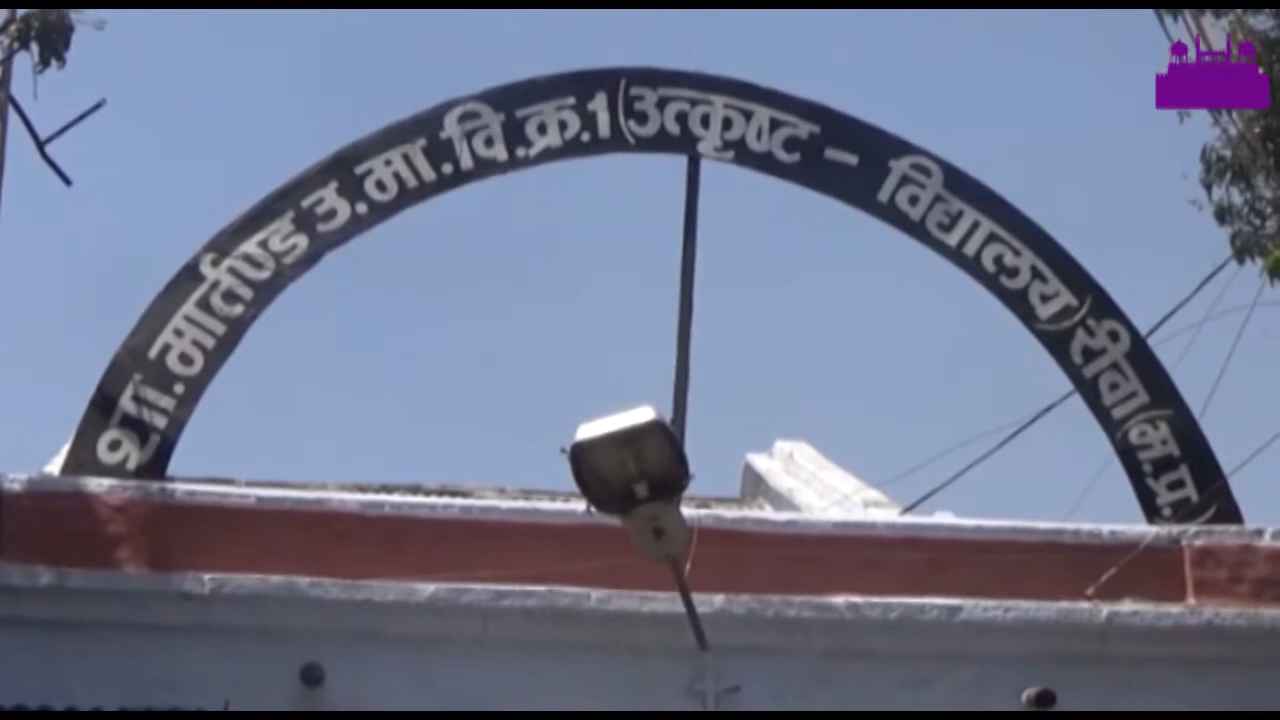 शा.मार्तण्ड उ.मा.वि.क्र.1(उत्कृष्ट - विद्यालय)रीवा(म.प्र.)